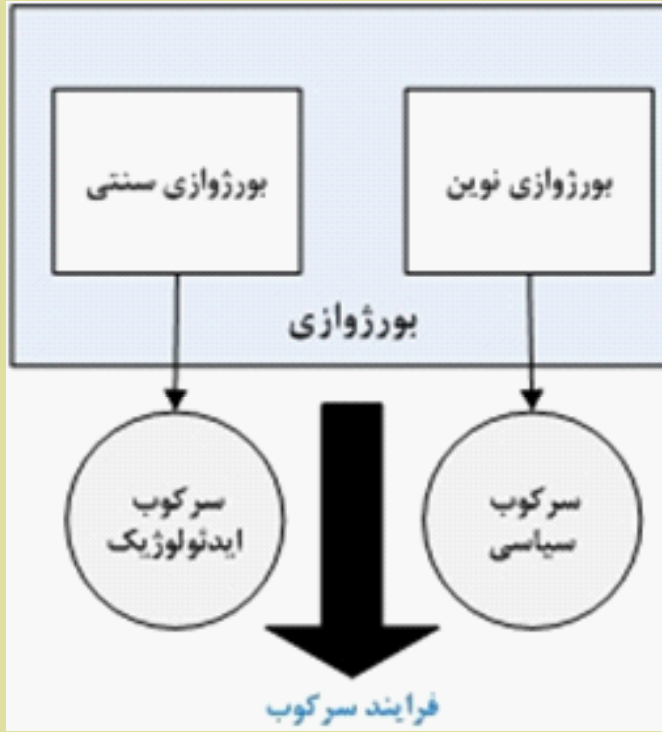 بورژوازی نوین
بورژوازی سنتی
بورژوازی
سرکوب
سیاسی
سرکوب
ایدئولوژیک
فرایند سرکوب